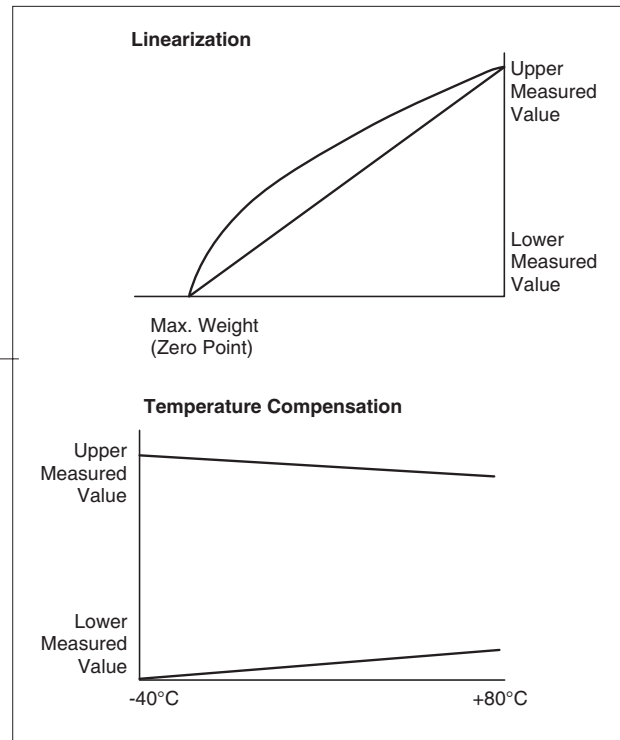 Linearization
Upper
Measured
Value
Lower
Measured
Value
Max. Weight
(Zero Point)
Temperature Compensation
Upper
Measured
Value
Lower
Measured
Value
-40°C
+80°C